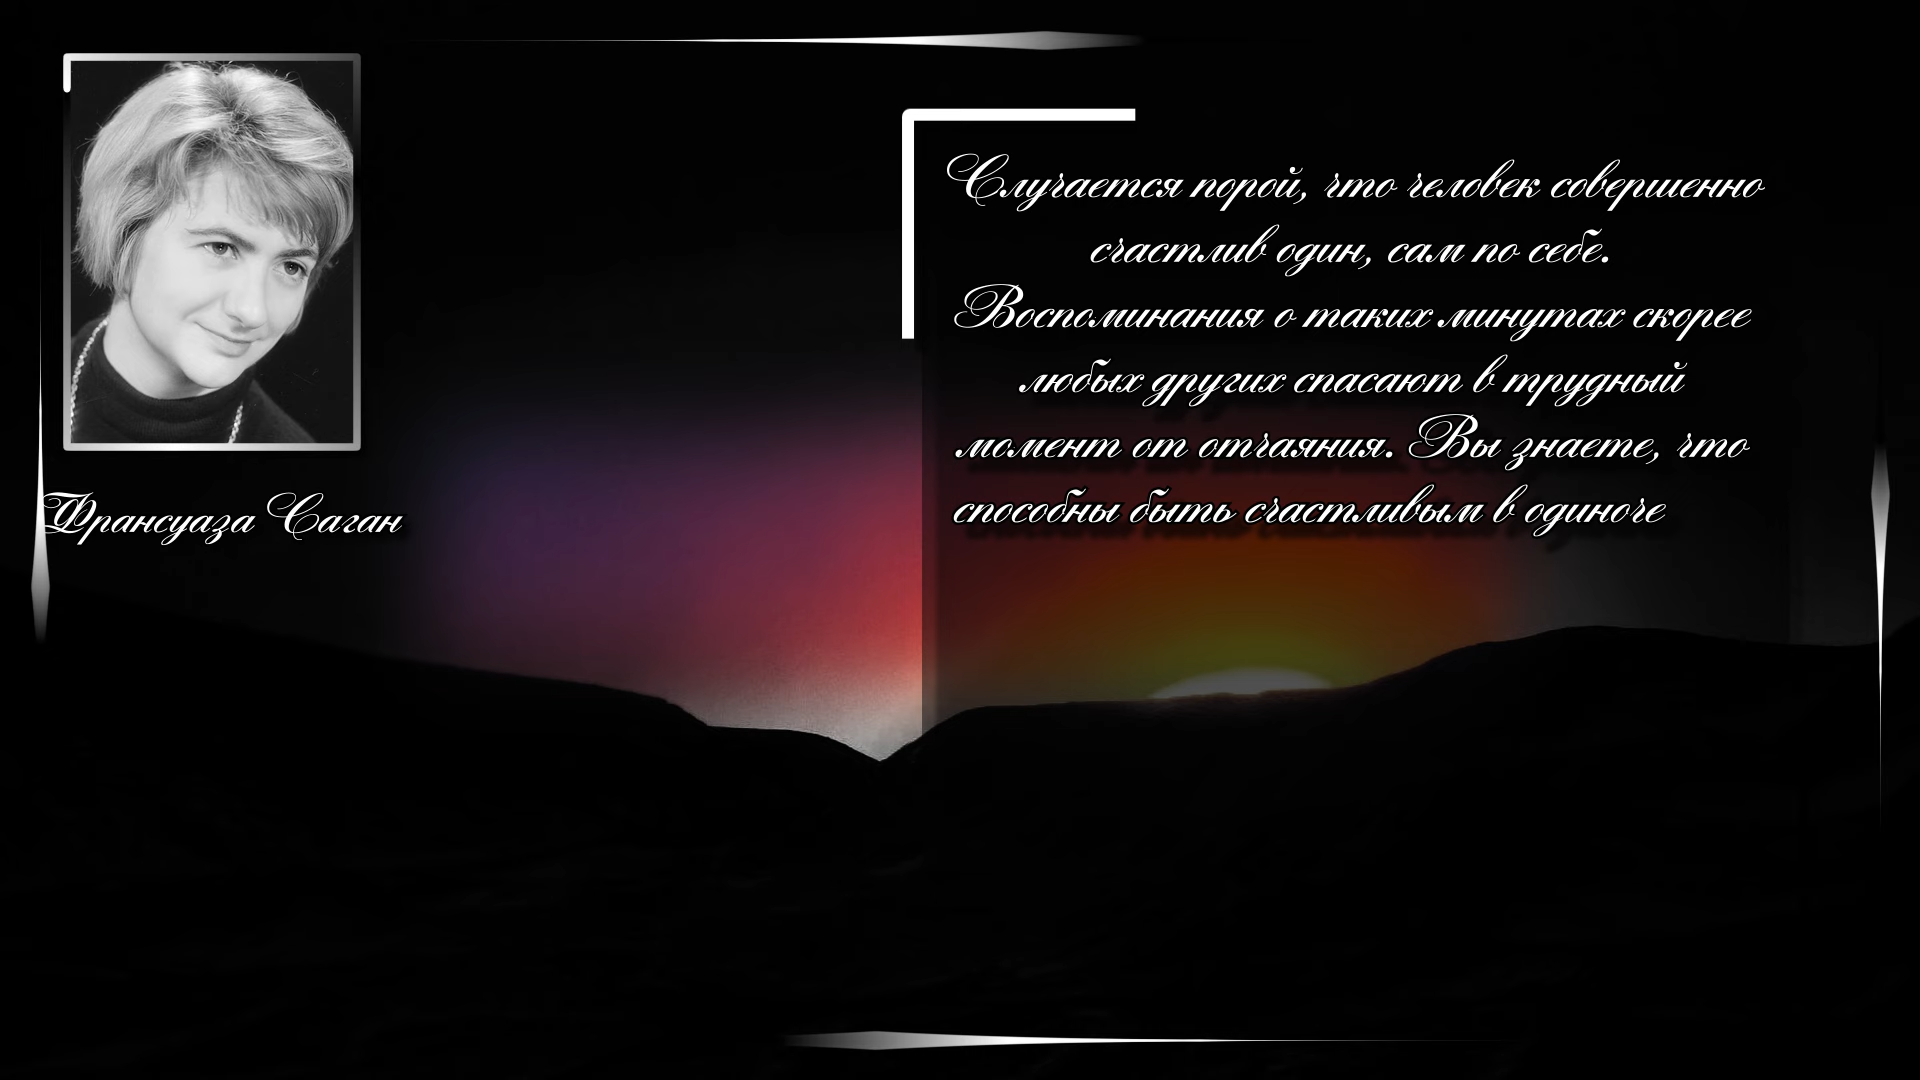 Случается порой, что человек совершенно
счастлив один, сам по себе.
Воспоминания о таких минутах скорее
любых других спасают в трудный
момент от отчаяния. Вы знаете, что
способны быть счастливым в одиноче
Франсуаза Саган